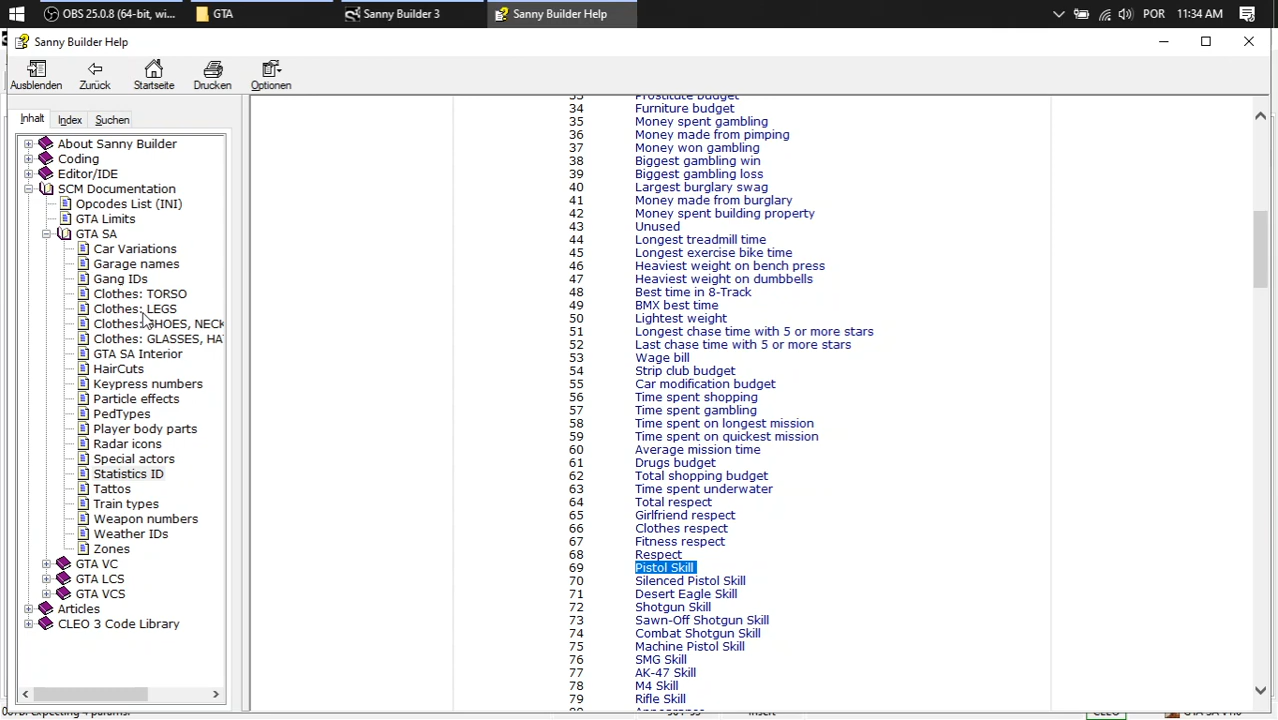 OBS 25.0.8 (64-bit, wi...
GTA
Sanny Builder 3
Sanny Builder Help
POR
11:34 AM
Sanny Builder Help
Ausblenden
Zurück
Startseite
Drucken
Optionen
Inhalt
Index
Suchen
About Sanny Builder
Coding
Editor/IDE
SCM Documentation
Opcodes List (INI)
GTA Limits
GTA SA
Car Variations
Garage names
Gang IDs
Clothes: TORSO
Clothes: LEGS
Clothes: SHOES, NECK
Clothes: GLASSES, HA
GTA SA Interior
HairCuts
Keypress numbers
Particle effects
PedTypes
Player body parts
Radar icons
Special actors
Statistics ID
Tattos
Train types
Weapon numbers
Weather IDs
Zones
GTA VC
GTA LCS
GTA VCS
Articles
CLEO 3 Code Library
33 Prostitute budget
34 Furniture budget
35 Money spent gambling
36 Money made from pimping
37 Money won gambling
38 Biggest gambling win
39 Biggest gambling loss
40 Largest burglary swag
41 Money made from burglary
42 Money spent building property
43 Unused
44 Longest treadmill time
45 Longest exercise bike time
46 Heaviest weight on bench press
47 Heaviest weight on dumbbells
48 Best time in 8-Track
49 BMX best time
50 Lightest weight
51 Longest chase time with 5 or more stars
52 Last chase time with 5 or more stars
53 Wage bill
54 Strip club budget
55 Car modification budget
56 Time spent shopping
57 Time spent gambling
58 Time spent on longest mission
59 Time spent on quickest mission
60 Average mission time
61 Drugs budget
62 Total shopping budget
63 Time spent underwater
64 Total respect
65 Girlfriend respect
66 Clothes respect
67 Fitness respect
68 Respect
69 Pistol Skill
70 Silenced Pistol Skill
71 Desert Eagle Skill
72 Shotgun Skill
73 Sawn-Off Shotgun Skill
74 Combat Shotgun Skill
75 Machine Pistol Skill
76 SMG Skill
77 AK-47 Skill
78 M4 Skill
79 Rifle Skill
80 Appearance
Expecting 4 params.
Insert
CLEO